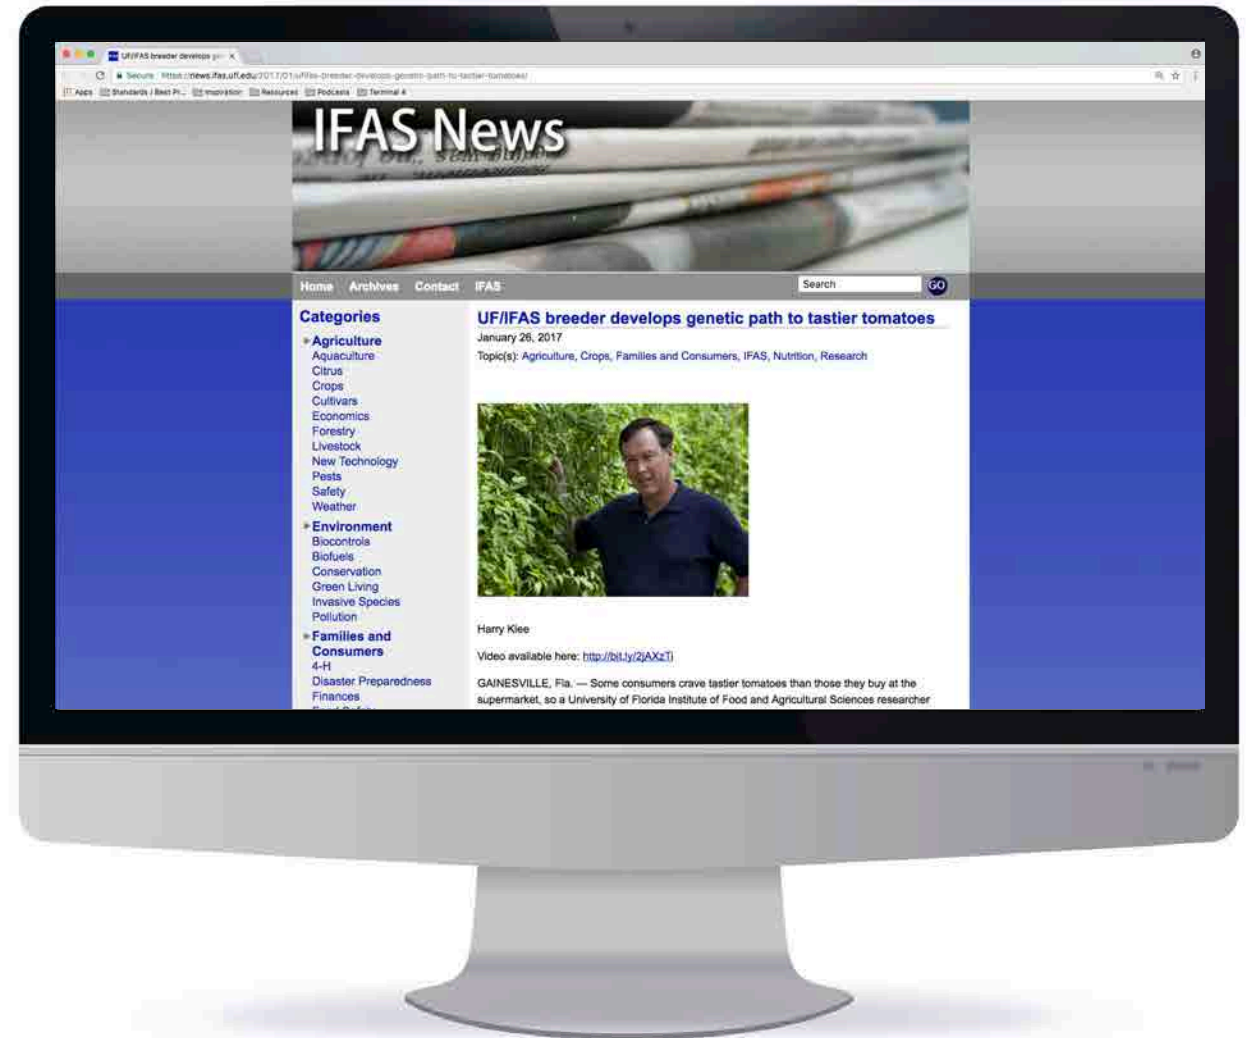 UF/IFAS breeder develops gen
Secure https://news.ifas.ufl.edu/2017/01/uf/ifas-breeder-develops-genetic-path-to-tastier-tomatoes/
Apps Standards / Best Pr... Inspiration Resources Podcasts Terminal 4
IFAS News
Home Archives Contact IFAS Search GO
Categories
Agriculture
Aquaculture
Citrus
Crops
Cultivars
Economics
Forestry
Livestock
New Technology
Pests
Safety
Weather
Environment
Biocontrols
Biofuels
Conservation
Green Living
Invasive Species
Pollution
Families and
Consumers
4-H
Disaster Preparedness
Finances
UF/IFAS breeder develops genetic path to tastier tomatoes
January 26, 2017
Topic(s): Agriculture, Crops, Families and Consumers, IFAS, Nutrition, Research
Harry Klee
Video available here: http://bit.ly/2jAXzTj
GAINESVILLE, Fla. — Some consumers crave tastier tomatoes than those they buy at the
supermarket, so a University of Florida Institute of Food and Agricultural Sciences researcher